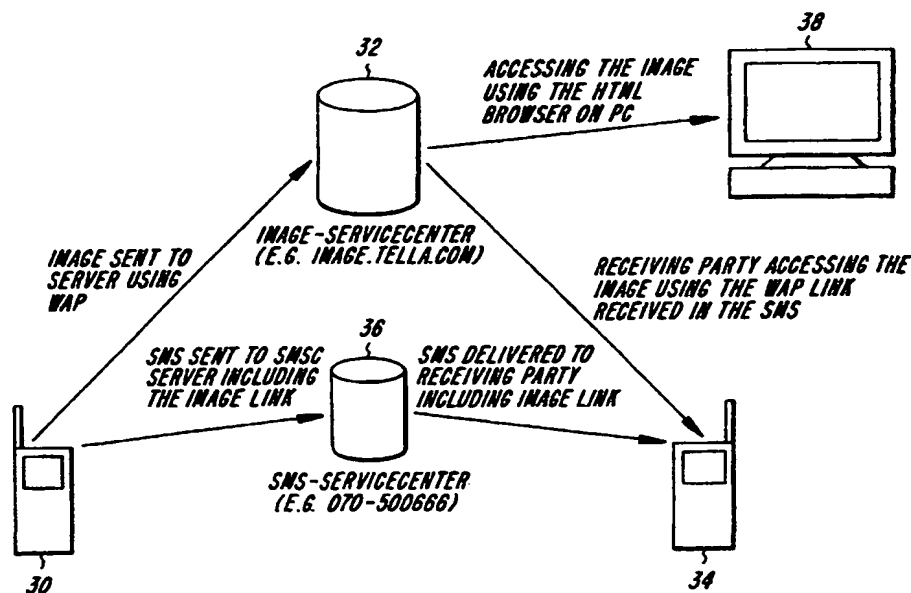 32
38
ACCESSING THE IMAGE
USING THE HTML
BROWSER ON PC
IMAGE-SERVICECENTER
(E.G. IMAGE.TELLA.COM)
IMAGE SENT TO
SERVER USING
WAP
RECEIVING PARTY ACCESSING THE
IMAGE USING THE WAP LINK
RECEIVED IN THE SMS
36
SMS SENT TO SMSC
SERVER INCLUDING
THE IMAGE LINK
SMS DELIVERED TO
RECEIVING PARTY
INCLUDING IMAGE LINK
SMS-SERVICECENTER
(E.G. 070-500666)
30
34